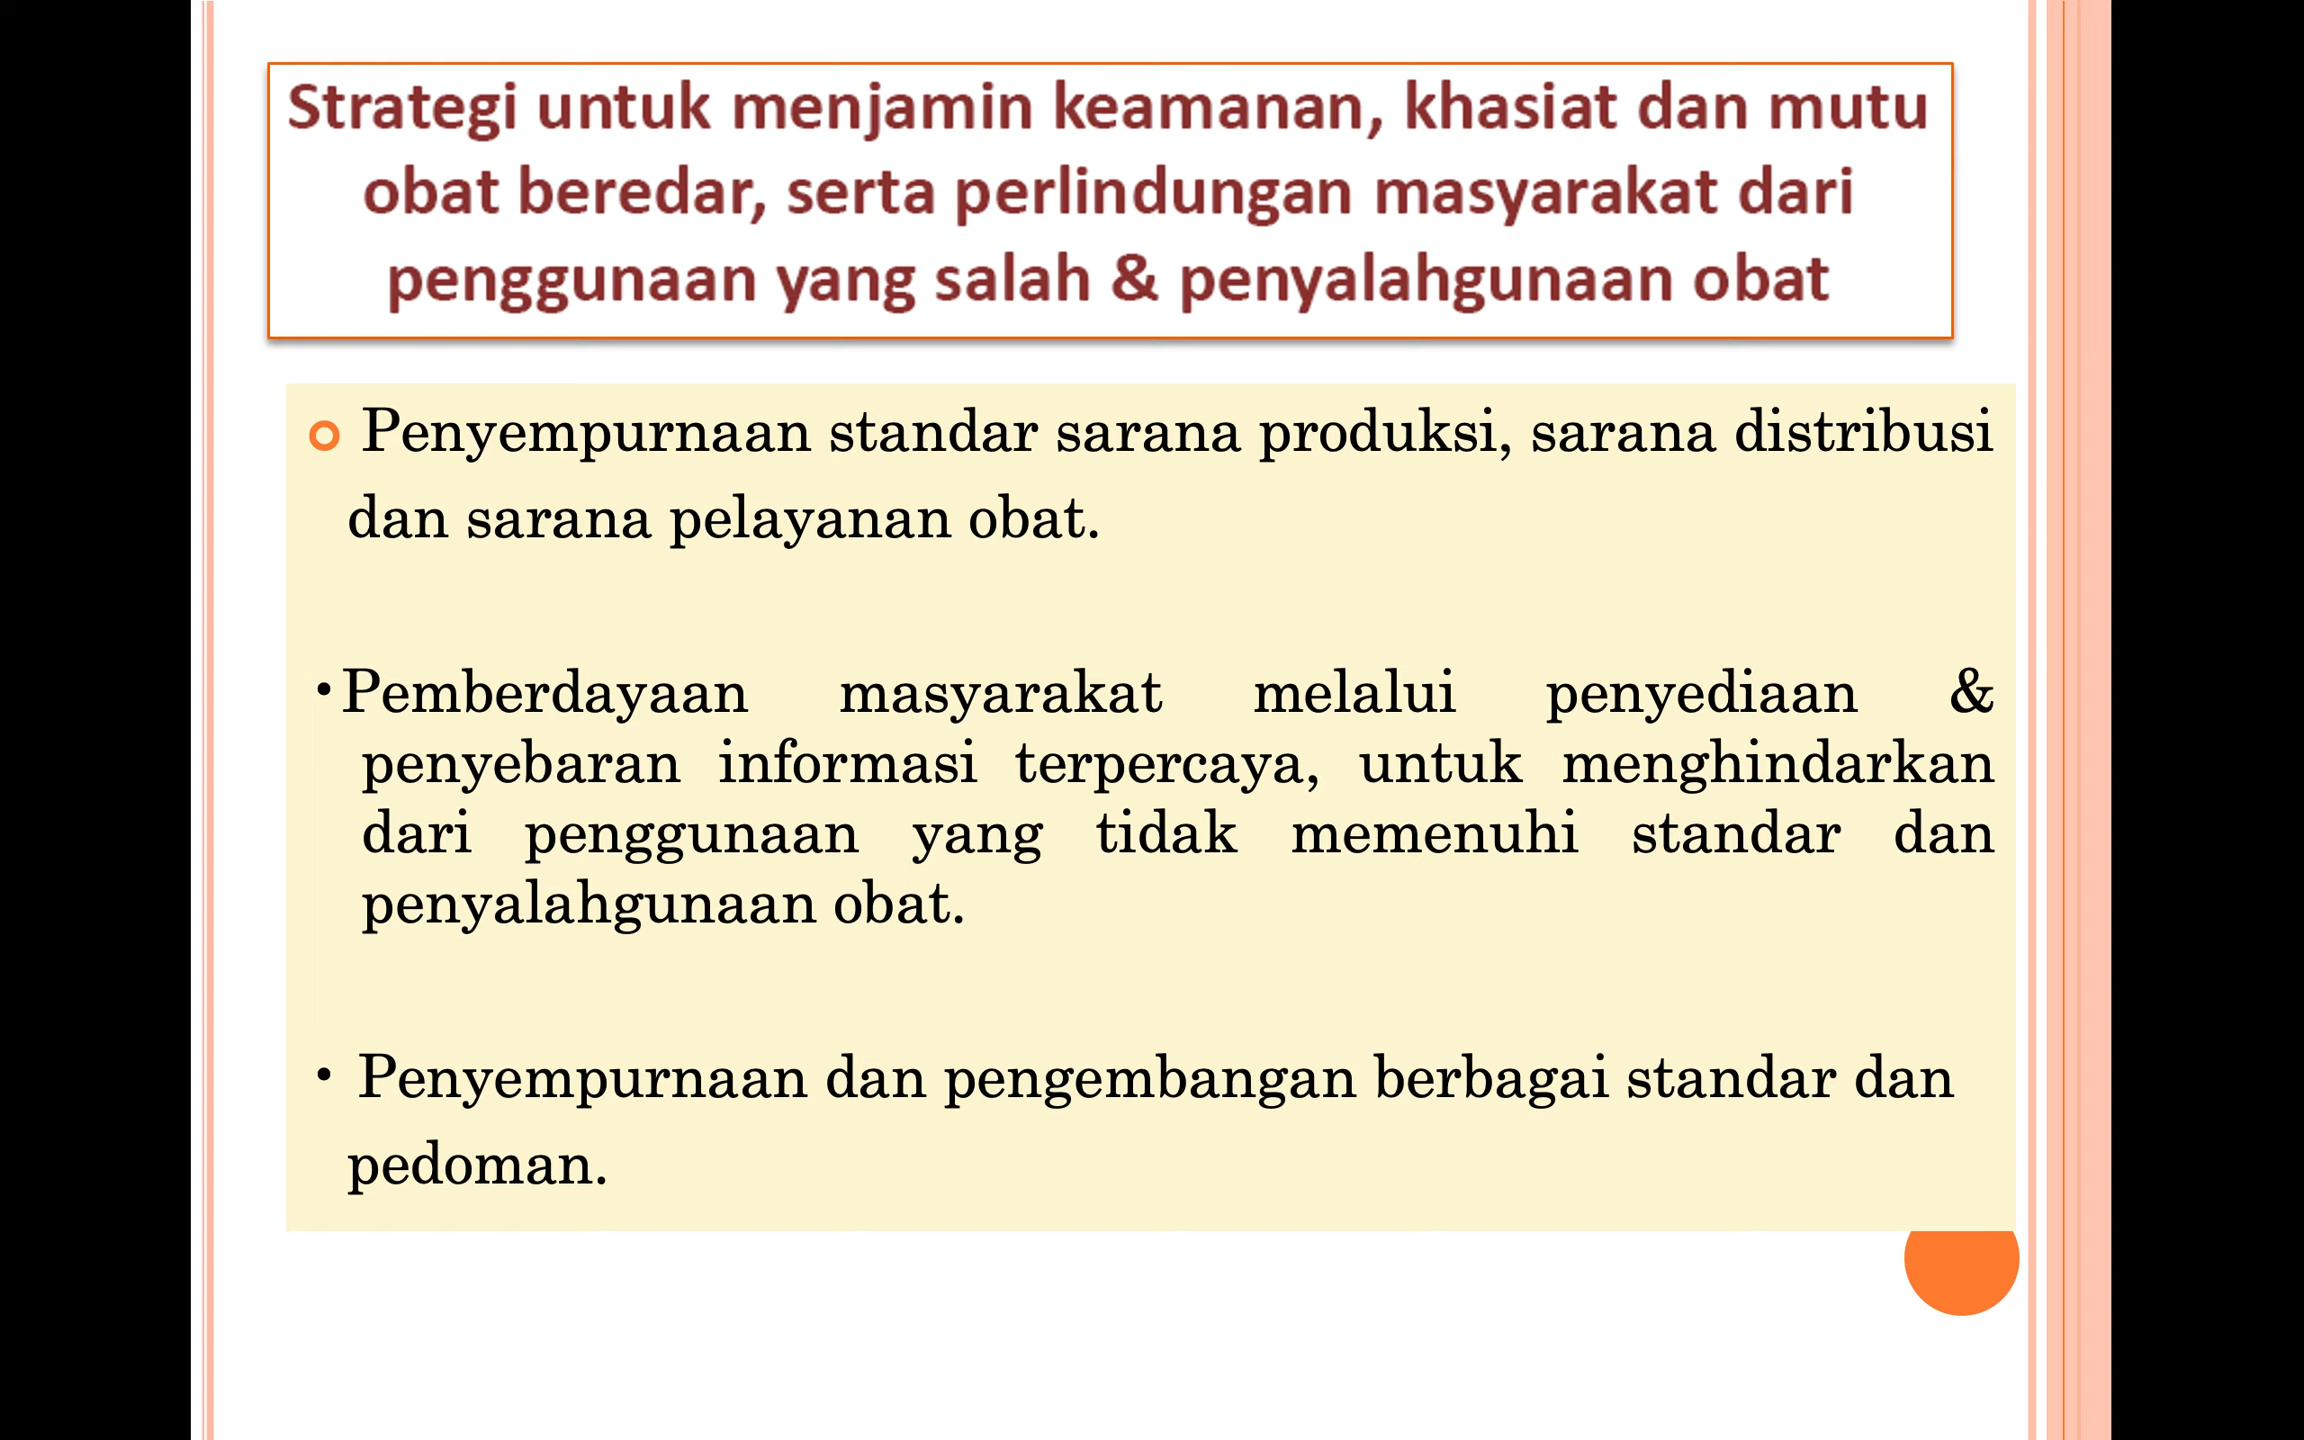 Strategi untuk menjamin keamanan, khasiat dan mutu
obat beredar, serta perlindungan masyarakat dari
penggunaan yang salah & penyalahgunaan obat
Penyempurnaan standar sarana produksi, sarana distribusi
dan sarana pelayanan obat.
•Pemberdayaan masyarakat melalui penyediaan &
penyebaran informasi terpercaya, untuk menghindarkan
dari penggunaan yang tidak memenuhi standar dan
penyalahgunaan obat.
• Penyempurnaan dan pengembangan berbagai standar dan
pedoman.